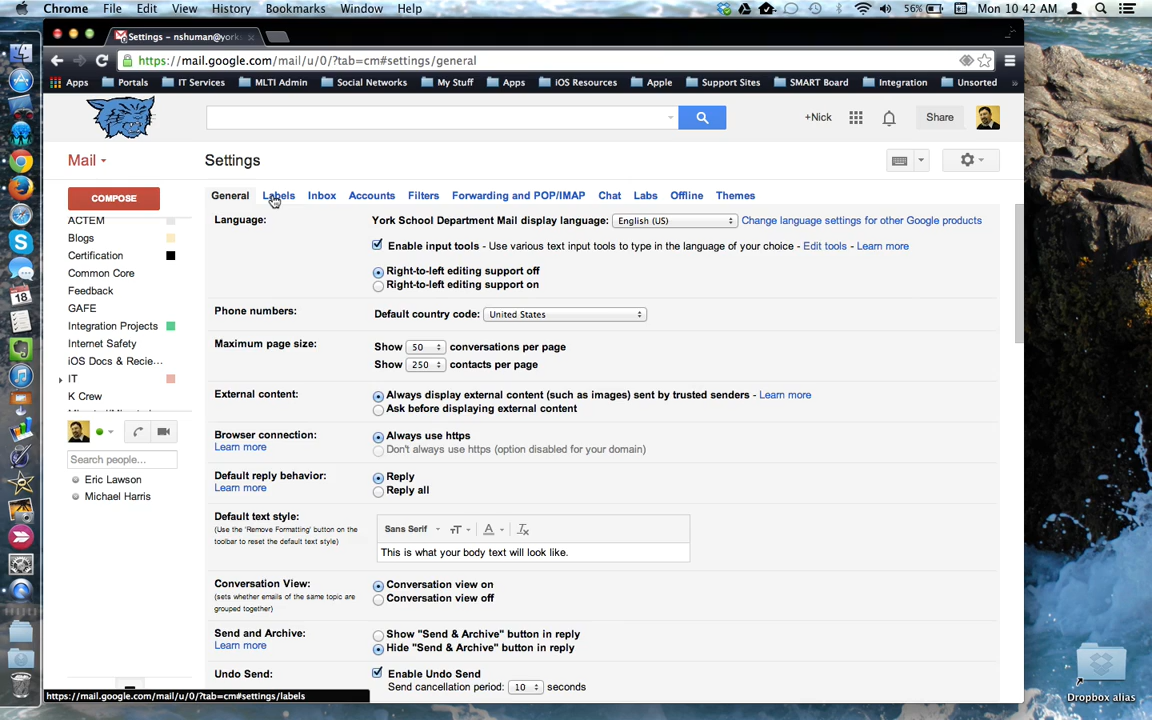 Chrome File Edit View History Bookmarks Window Help 56% Mon 10:42 AM
Settings - nshuman@york
https://mail.google.com/mail/u/0/?tab=cm#settings/general
Apps Portals IT Services MLTI Admin Social Networks My Stuff Apps iOS Resources Apple Support Sites SMART Board Integration Unsorted »
+Nick Share
Mail Settings
COMPOSE General Labels Inbox Accounts Filters Forwarding and POP/IMAP Chat Labs Offline Themes
ACTEM
Blogs
Certification
Common Core
Feedback
GAFE
Integration Projects
Internet Safety
iOS Docs & Recie...
IT
K Crew
Search people...
Eric Lawson
Michael Harris
Language: York School Department Mail display language: English (US) Change language settings for other Google products
Enable input tools - Use various text input tools to type in the language of your choice - Edit tools - Learn more
Right-to-left editing support off
Right-to-left editing support on
Phone numbers: Default country code: United States
Maximum page size: Show 50 conversations per page
Show 250 contacts per page
External content: Always display external content (such as images) sent by trusted senders - Learn more
Ask before displaying external content
Browser connection: Always use https
Learn more Don't always use https (option disabled for your domain)
Default reply behavior: Reply
Learn more Reply all
Default text style: Sans Serif
(Use the 'Remove Formatting' button on the
toolbar to reset the default text style)
This is what your body text will look like.
Conversation View: Conversation view on
(sets whether emails of the same topic are Conversation view off
grouped together)
Send and Archive: Show "Send & Archive" button in reply
Learn more Hide "Send & Archive" button in reply
Undo Send: Enable Undo Send
Send cancellation period: 10 seconds
https://mail.google.com/mail/u/0/?tab=cm#settings/labels
18
Dropbox alias